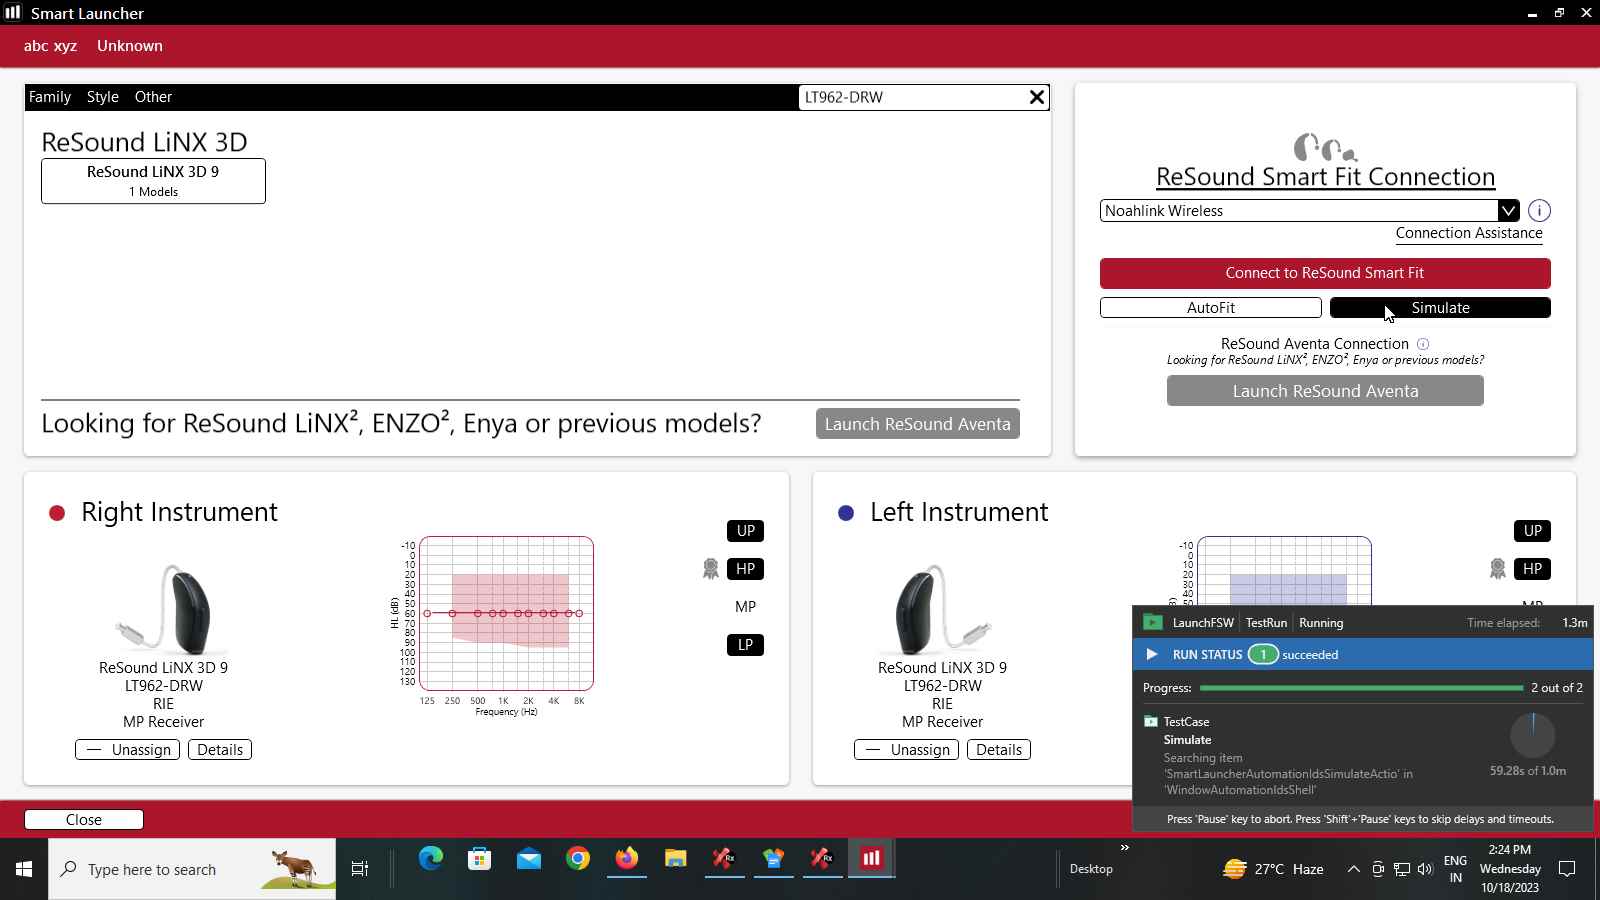 Smart Launcher
abc xyz Unknown
Family Style Other
LT962-DRW
ReSound LiNX 3D
ReSound LiNX 3D 9
1 Models
Looking for ReSound LiNX², ENZO², Enya or previous models?
Launch ReSound Aventa
ReSound Smart Fit Connection
Noahlink Wireless
Connection Assistance
Connect to ReSound Smart Fit
AutoFit
Simulate
ReSound Aventa Connection
Looking for ReSound LiNX², ENZO², Enya or previous models?
Launch ReSound Aventa
Right Instrument
ReSound LiNX 3D 9
LT962-DRW
RIE
MP Receiver
Unassign
Details
HL (dB)
-10
0
10
20
30
40
50
60
70
80
90
100
110
120
130
125 250 500 1K 2K 4K 8K
Frequency (Hz)
UP
HP
MP
LP
Left Instrument
ReSound LiNX 3D 9
LT962-DRW
RIE
MP Receiver
Unassign
Details
-10
0
10
20
30
40
50
UP
HP
MP
LaunchFSW TestRun Running Time elapsed: 1.3m
RUN STATUS 1 succeeded
Progress: 2 out of 2
TestCase
Simulate
Searching item
'SmartLauncherAutomationIdsSimulateActio' in
'WindowAutomationIdsShell'
59.28s of 1.0m
Press 'Pause' key to abort. Press 'Shift'+'Pause' keys to skip delays and timeouts.
Close
Type here to search
Desktop
27°C Haze
ENG
IN
2:24 PM
Wednesday
10/18/2023